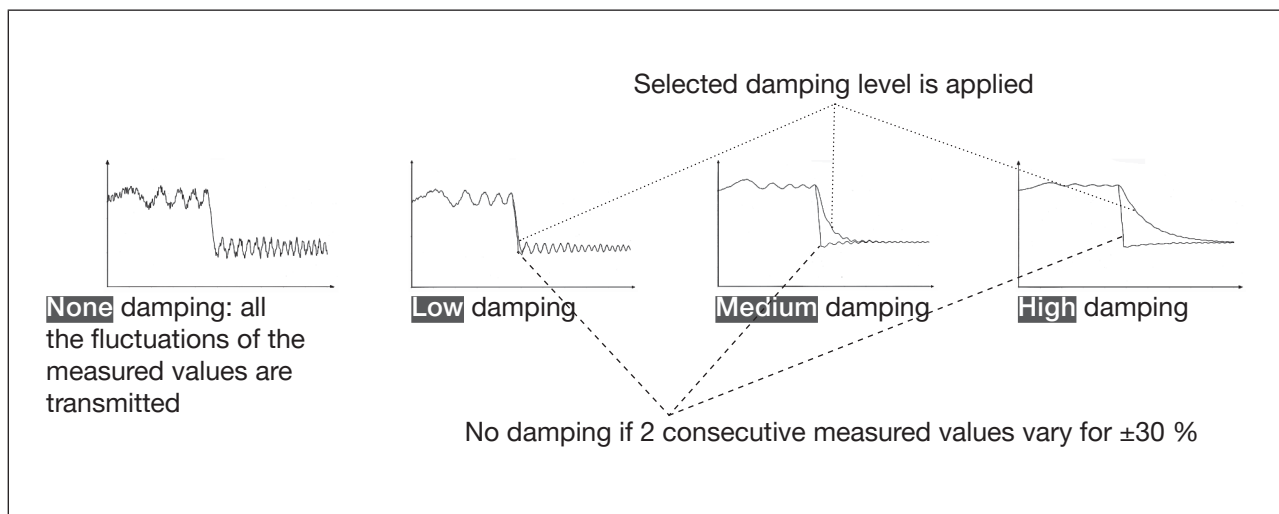 Selected damping level is applied
None damping: all
the fluctuations of the
measured values are
transmitted
Low damping
Medium damping
High damping
No damping if 2 consecutive measured values vary for ±30 %